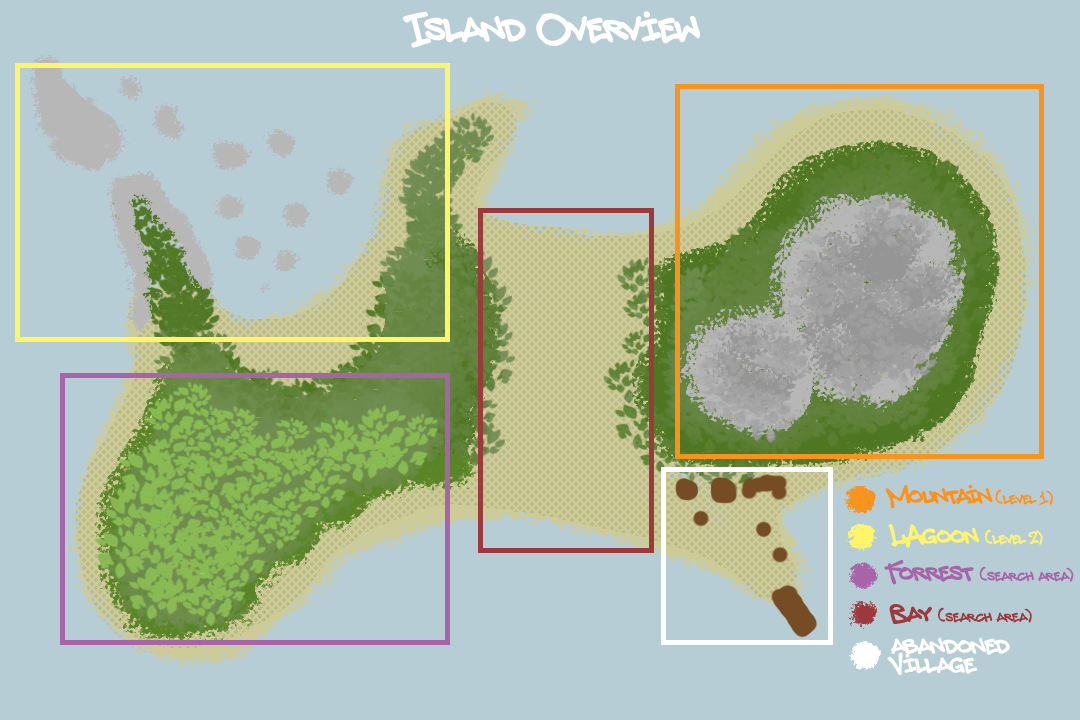 Island Overview
Mountain (Level 1)
Lagoon (Level 2)
Forrest (search area)
Bay (search area)
Abandoned
Village